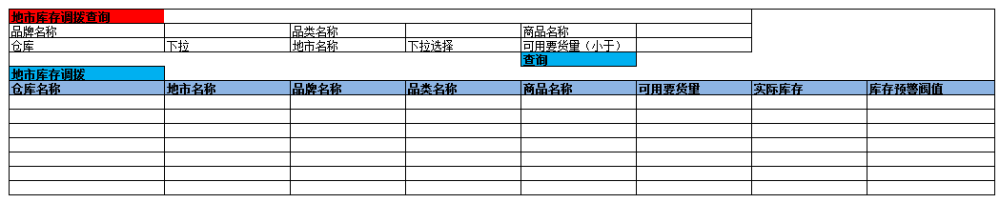 地市库存调拨查询
品牌名称 品类名称 商品名称
仓库 下拉 地市名称 下拉选择 可用要货量（小于）
查询
地市库存调拨
仓库名称 地市名称 品牌名称 品类名称 商品名称 可用要货量 实际库存 库存预警阀值